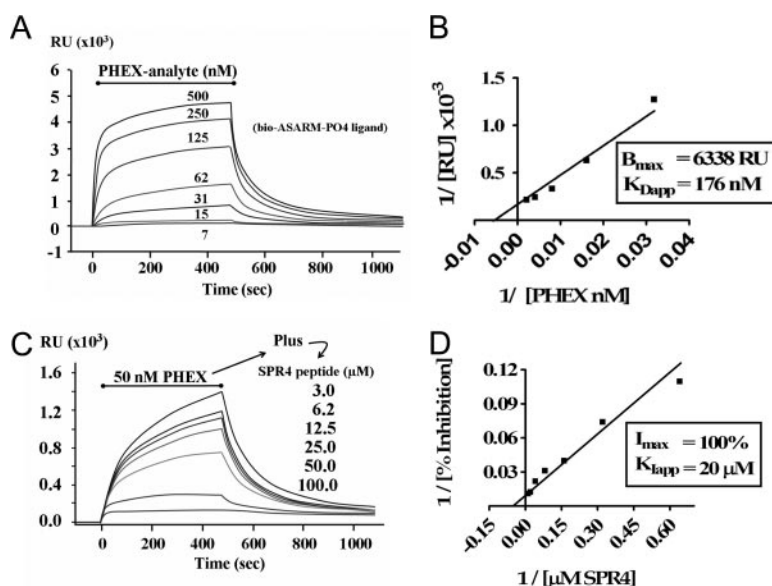 A
RU (x10³)
PHEX-analyte (nM)
6
5
4
3
2
1
0
-1
500
250
125
62
31
15
7
(bio-ASARM-PO4 ligand)
0 200 400 600 800 1000
Time (sec)
B
1/ [RU] x10-³
1.5
1.0
0.5
0.0
-0.01 0.00 0.01 0.02 0.03 0.04
1/ [PHEX nM]
Bmax = 6338 RU
KDapp = 176 nM
C
RU (x10³)
Plus
50 nM PHEX
SPR4 peptide (µM)
3.0
6.2
12.5
25.0
50.0
100.0
1.6
1.2
0.8
0.4
0.0
0 200 400 600 800 1000
Time (sec)
D
1/ [% Inhibition]
0.12
0.09
0.06
0.03
-0.15 0.00 0.15 0.30 0.45 0.60
1/ [µM SPR4]
Imax = 100%
KIapp = 20 µM